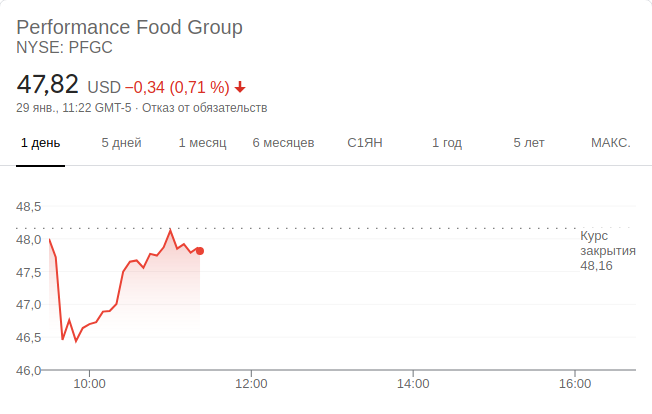 Performance Food Group
NYSE: PFGC
47,82 USD −0,34 (0,71 %)
29 янв., 11:22 GMT-5 · Отказ от обязательств
1 день 5 дней 1 месяц 6 месяцев С1ЯН 1 год 5 лет МАКС.
48,5
48,0
47,5
47,0
46,5
46,0
Курс
закрытия
48,16
10:00 12:00 14:00 16:00